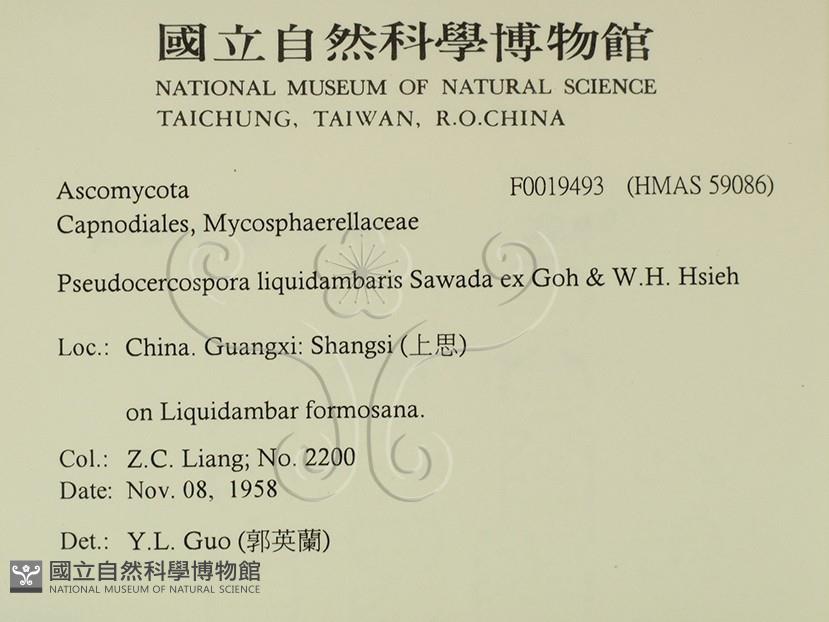 國立自然科學博物館
NATIONAL MUSEUM OF NATURAL SCIENCE
TAICHUNG, TAIWAN, R.O.CHINA
Ascomycota F0019493 (HMAS 59086)
Capnodiales, Mycosphaerellaceae
Pseudocercospora liquidambaris Sawada ex Goh & W.H. Hsieh
Loc.: China. Guangxi: Shangsi (上思)
on Liquidambar formosana.
Col.: Z.C. Liang; No. 2200
Date: Nov. 08, 1958
Det.: Y.L. Guo (郭英蘭)
國立自然科學博物館
NATIONAL MUSEUM OF NATURAL SCIENCE